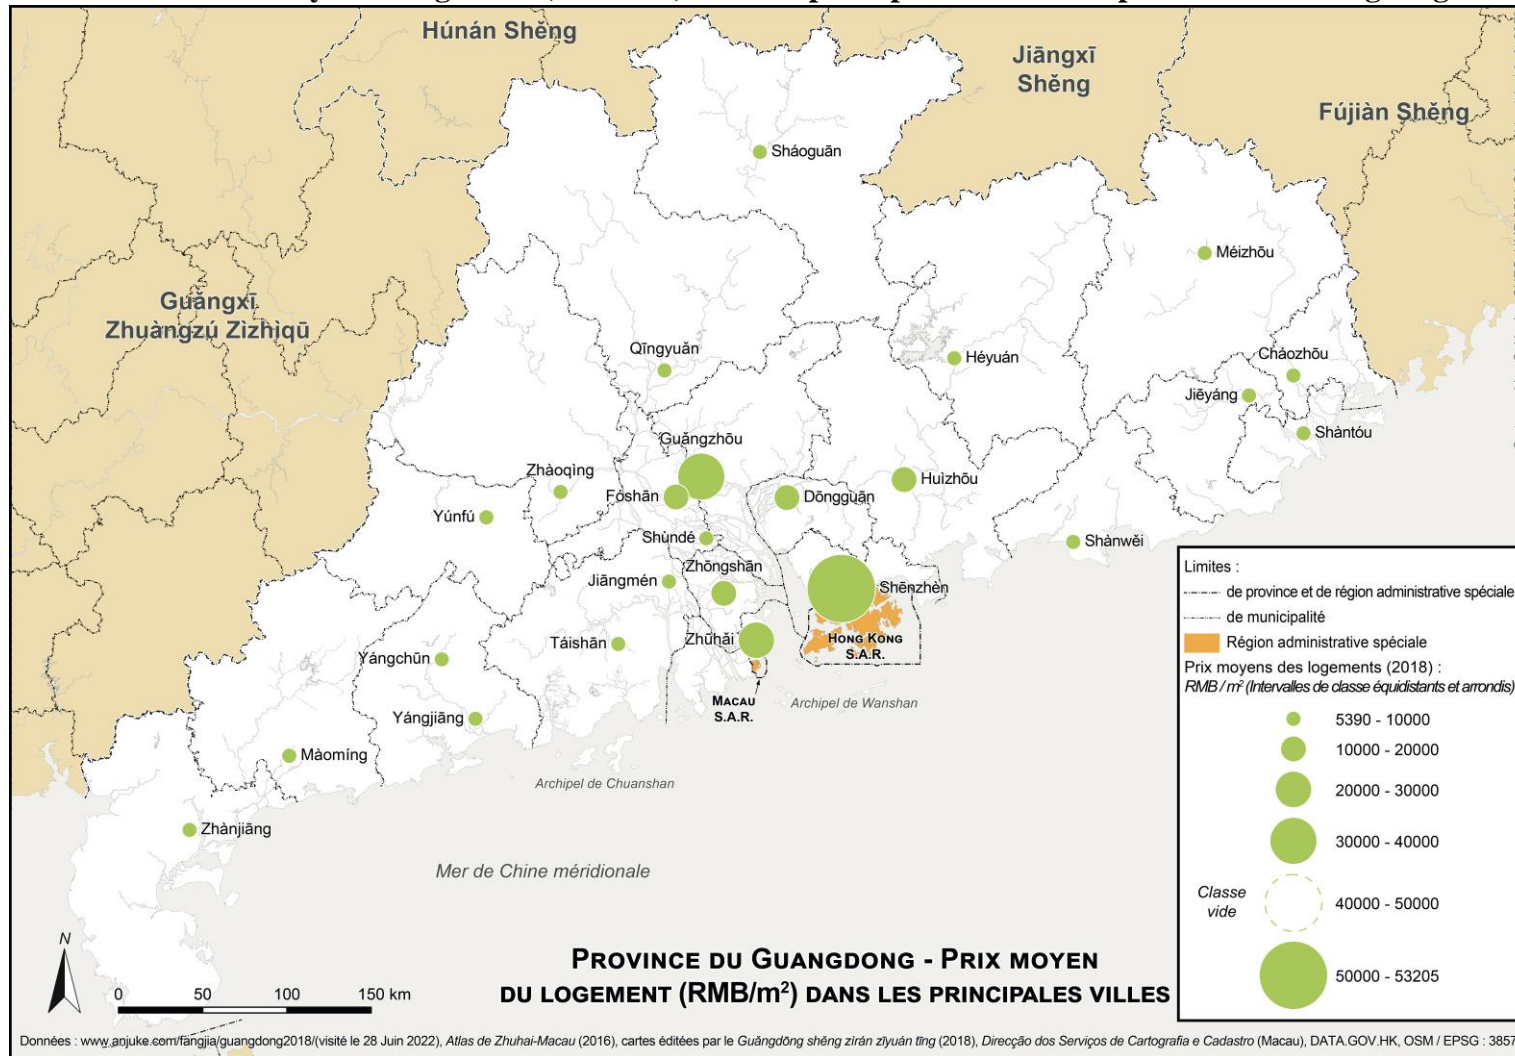 Húnán Shěng
Jiāngxī
Shěng
Fújiàn Shěng
Sháoguān
Méizhōu
Guǎngxī
Zhuàngzú Zìzhìqū
Qīngyuǎn
Héyuán
Cháozhōu
Jiēyáng
Shàntóu
Guǎngzhōu
Zhàoqìng
Fóshān
Dōngguān
Huìzhōu
Yúnfú
Shùndé
Shànwěi
Zhōngshān
Jiāngmén
Shēnzhèn
Táishān
Zhūhǎi
HONG KONG
S.A.R.
Yángchūn
MACAU
S.A.R.
Archipel de Wanshan
Yángjiāng
Màomíng
Archipel de Chuanshan
Zhànjiāng
Mer de Chine méridionale
Limites :
de province et de région administrative spéciale
de municipalité
Région administrative spéciale
Prix moyens des logements (2018) :
RMB / m² (Intervalles de classe équidistants et arrondis)
5390 - 10000
10000 - 20000
20000 - 30000
30000 - 40000
Classe
vide
40000 - 50000
50000 - 53205
N
0 50 100 150 km
PROVINCE DU GUANGDONG - PRIX MOYEN
DU LOGEMENT (RMB/m²) DANS LES PRINCIPALES VILLES
Données : www.anjuke.com/fangjia/guangdong2018/(visité le 28 Juin 2022), Atlas de Zhuhai-Macau (2016), cartes éditées par le Guǎngdōng shěng zìrán zīyuán tīng (2018), Direcção dos Serviços de Cartografia e Cadastro (Macau), DATA.GOV.HK, OSM / EPSG : 3857